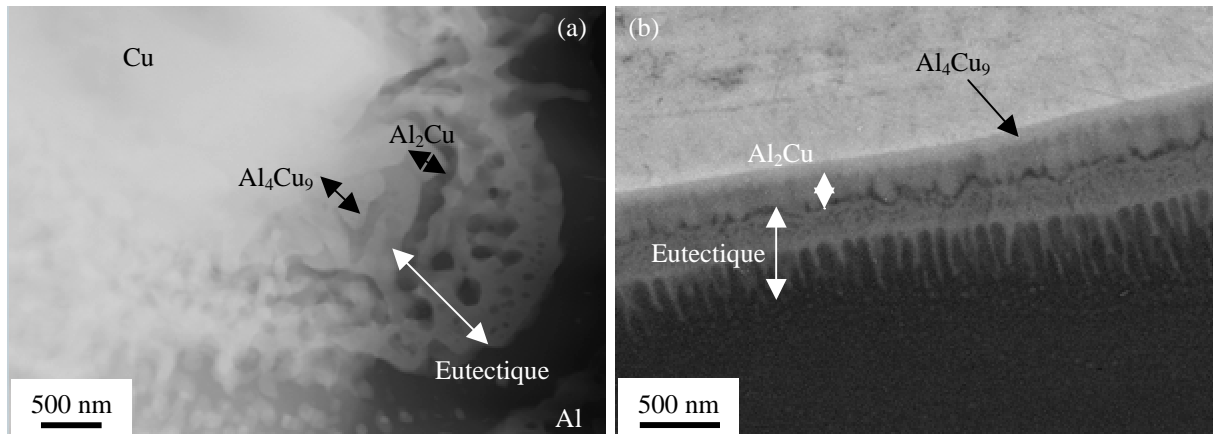 (a)
Cu
Al₂Cu
Al₄Cu₉
Eutectique
500 nm
Al
(b)
Al₄Cu₉
Al₂Cu
Eutectique
500 nm